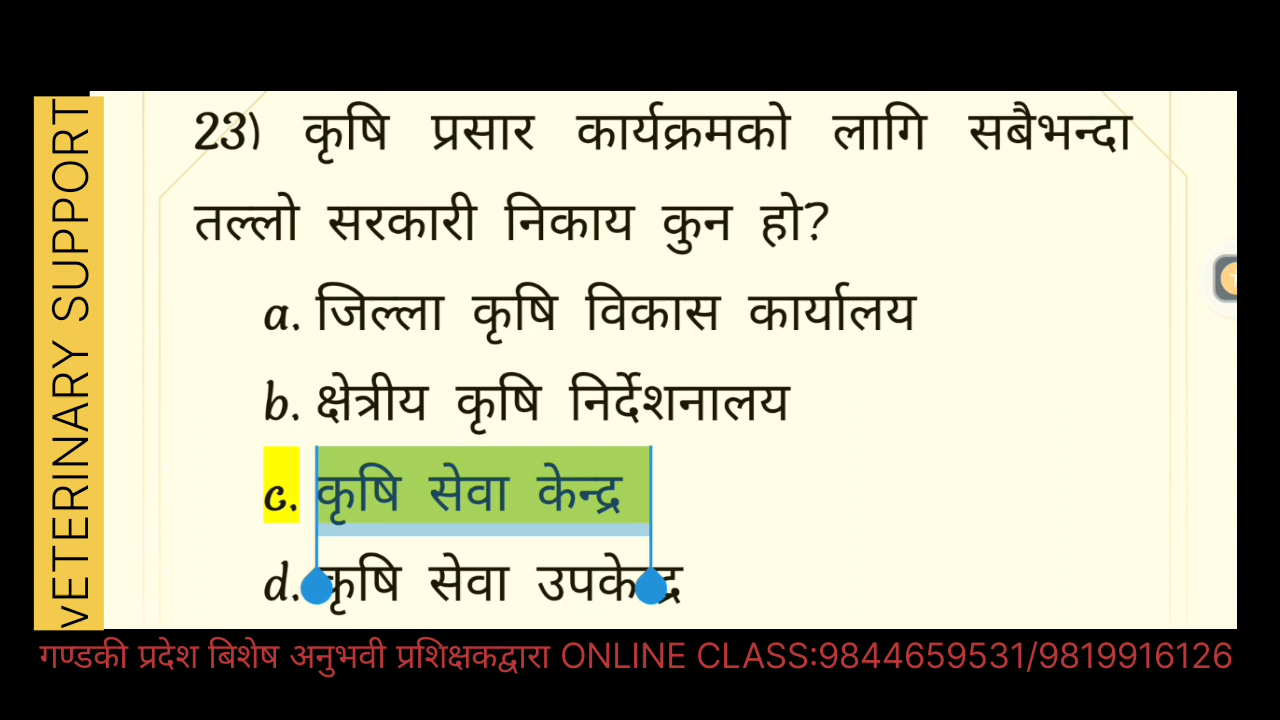 vETERINARY SUPPORT
23) कृषि प्रसार कार्यक्रमको लागि सबैभन्दा
तल्लो सरकारी निकाय कुन हो?
a. जिल्ला कृषि विकास कार्यालय
b. क्षेत्रीय कृषि निर्देशनालय
c. कृषि सेवा केन्द्र
d. कृषि सेवा उपकेन्द्र
गण्डकी प्रदेश बिशेष अनुभवी प्रशिक्षकद्वारा ONLINE CLASS:9844659531/9819916126